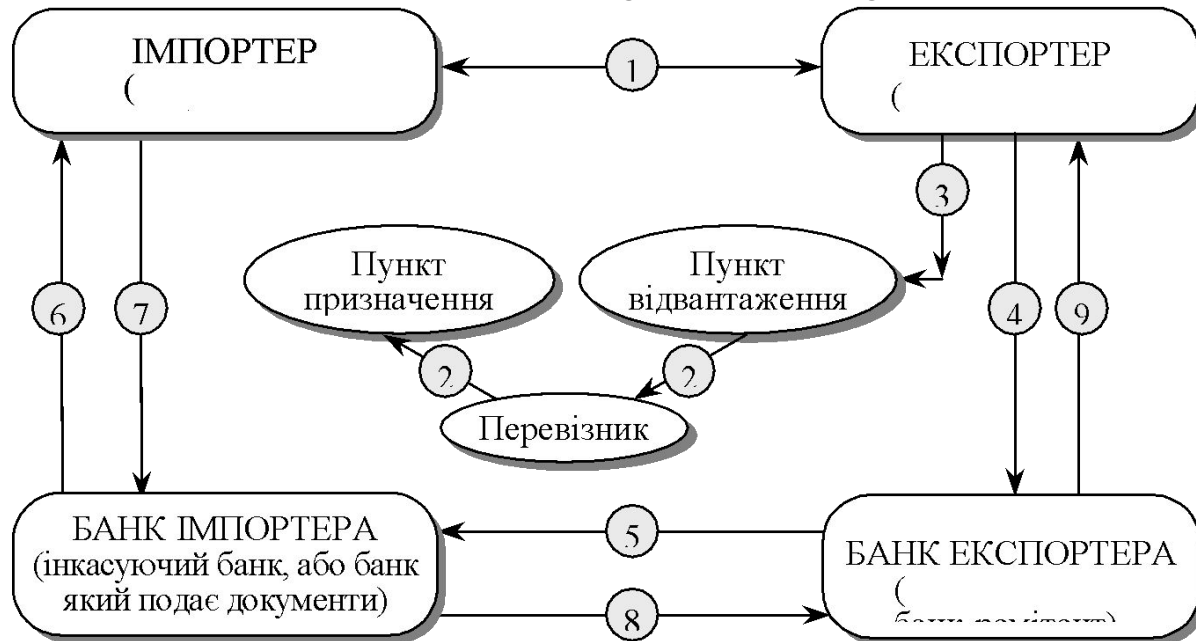 ІМПОРТЕР
(
ЕКСПОРТЕР
(
1
3
Пункт
призначення
Пункт
відвантаження
6
7
4
9
2
2
Перевізник
БАНК ІМПОРТЕРА
(інкасуючий банк, або банк
який подає документи)
5
8
БАНК ЕКСПОРТЕРА
(